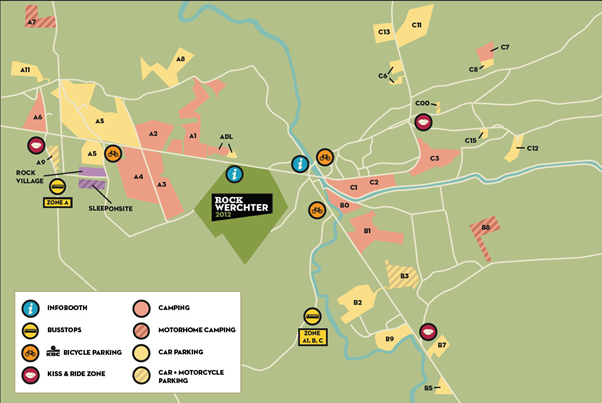 A7
C13
C11
A11
A8
C7
C6
C8
A5
C00
A6
A2
A1
ADL
C15
C12
A9
A5
C3
ROCK
VILLAGE
A4
A3
C1
C2
SLEEPONSITE
ZONE A
ROCK
WERCHTER
2012
B0
B1
B8
B3
B2
ZONE
A1, B, C
B9
B7
B5
INFOBOOTH
CAMPING
BUSSTOPS
MOTORHOME CAMPING
KBC BICYCLE PARKING
CAR PARKING
KISS & RIDE ZONE
CAR + MOTORCYCLE
PARKING